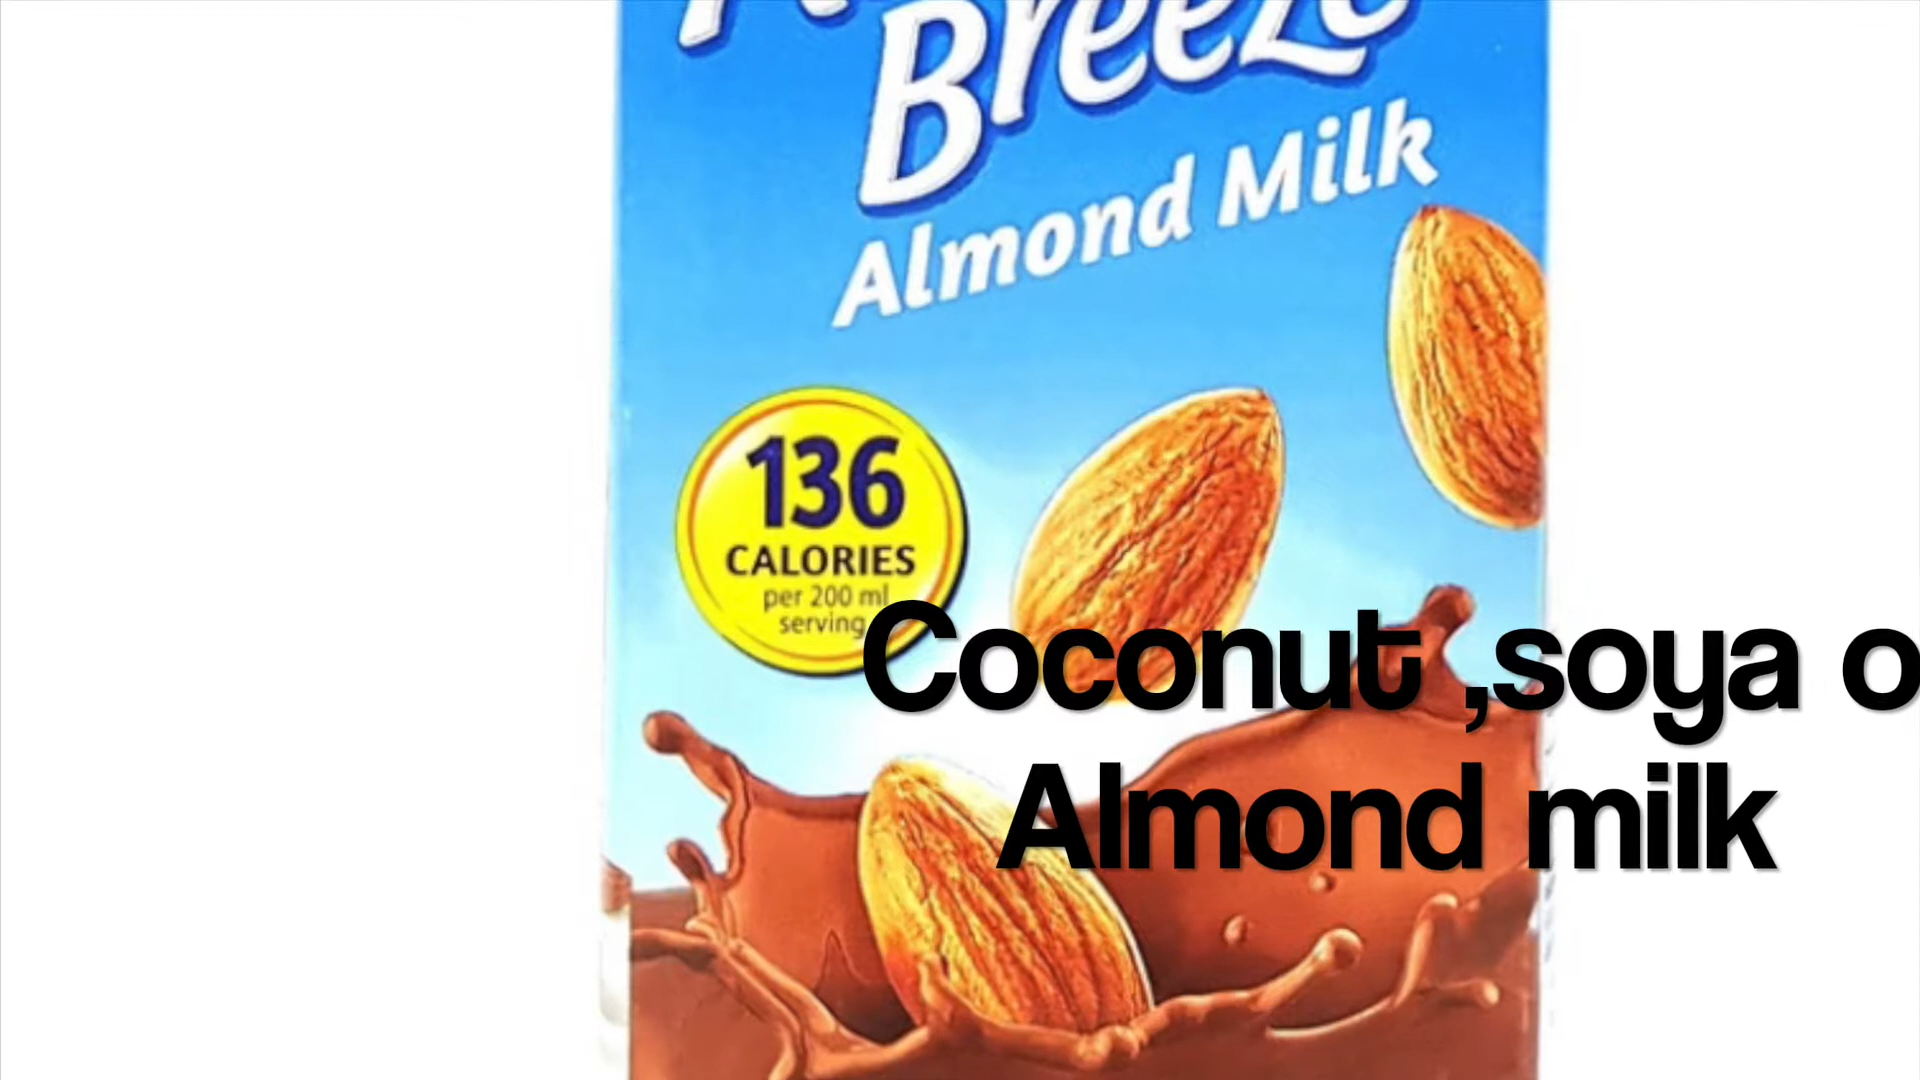 Breeze
Almond Milk
136
CALORIES
per 200 ml
serving
Coconut ,soya o
Almond milk